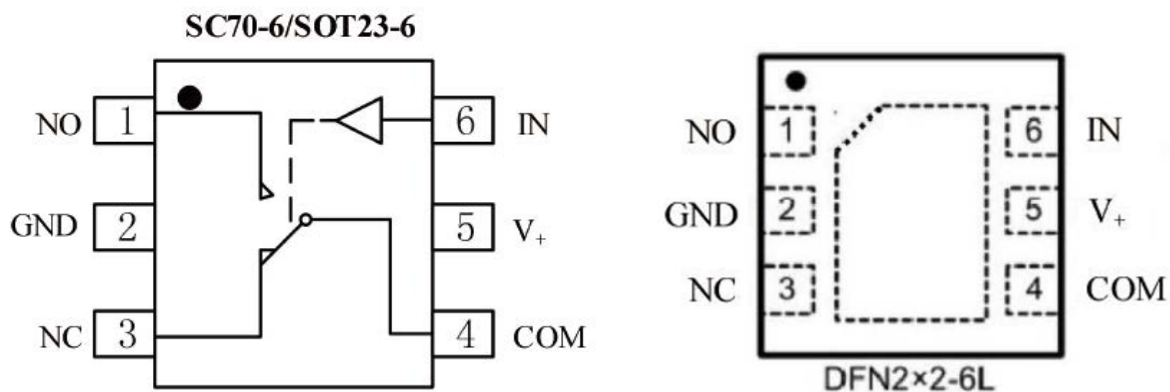 SC70-6/SOT23-6
NO 1 6 IN
GND 2 5 V+
NC 3 4 COM
NO 1 6 IN
GND 2 5 V+
NC 3 4 COM
DFN2×2-6L